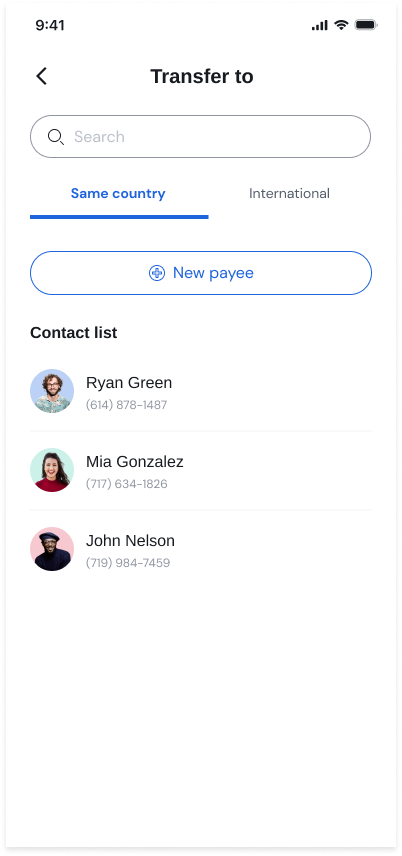 9:41
Transfer to
Search
Same country
International
New payee
Contact list
Ryan Green
(614) 878-1487
Mia Gonzalez
(717) 634-1826
John Nelson
(719) 984-7459